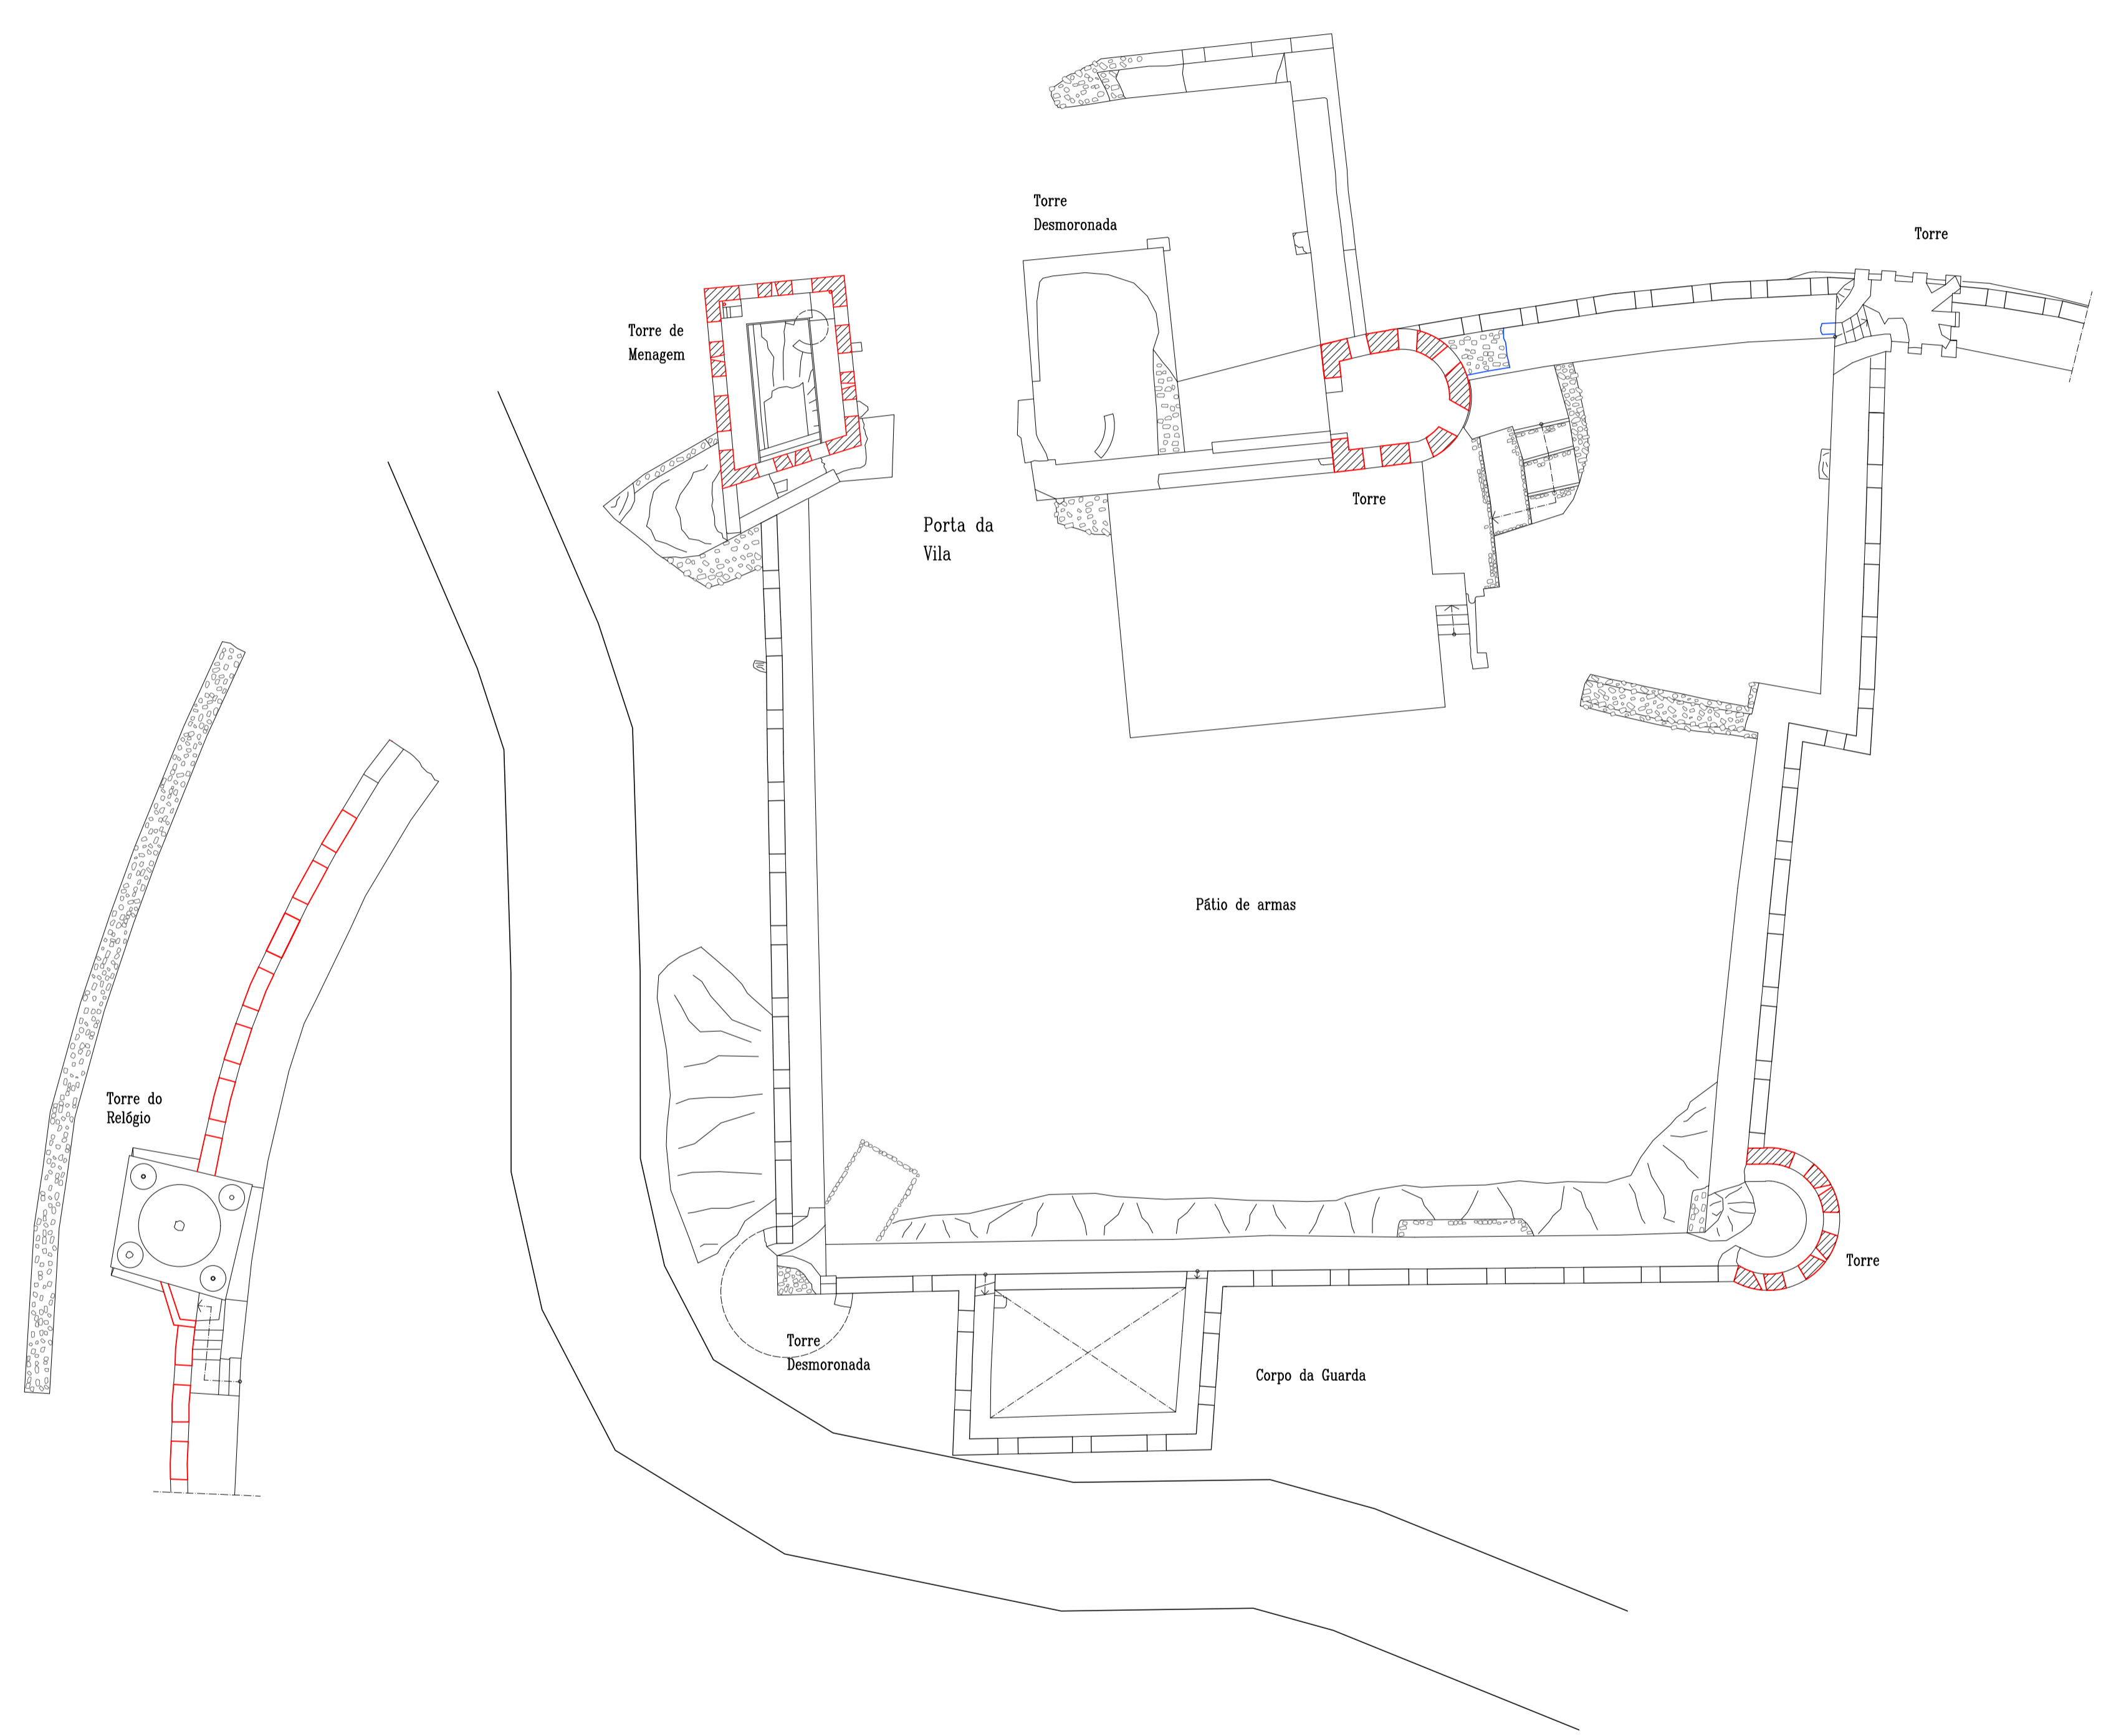 Torre
Desmoronada
Torre
Torre de
Menagem
Torre
Porta da
Vila
Pátio de armas
Torre do
Relógio
Torre
Torre
Desmoronada
Corpo da Guarda